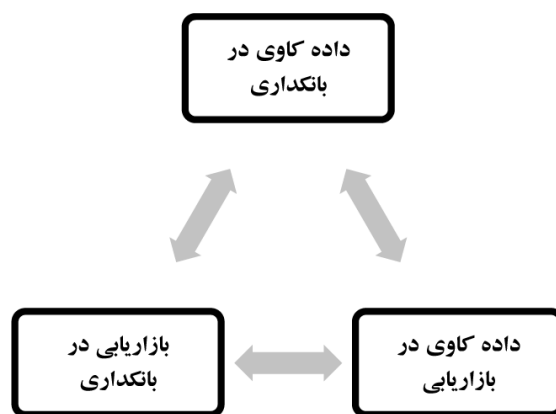 داده کاوی در
بانکداری
داده کاوی در
بازاریابی
بازاریابی در
بانکداری